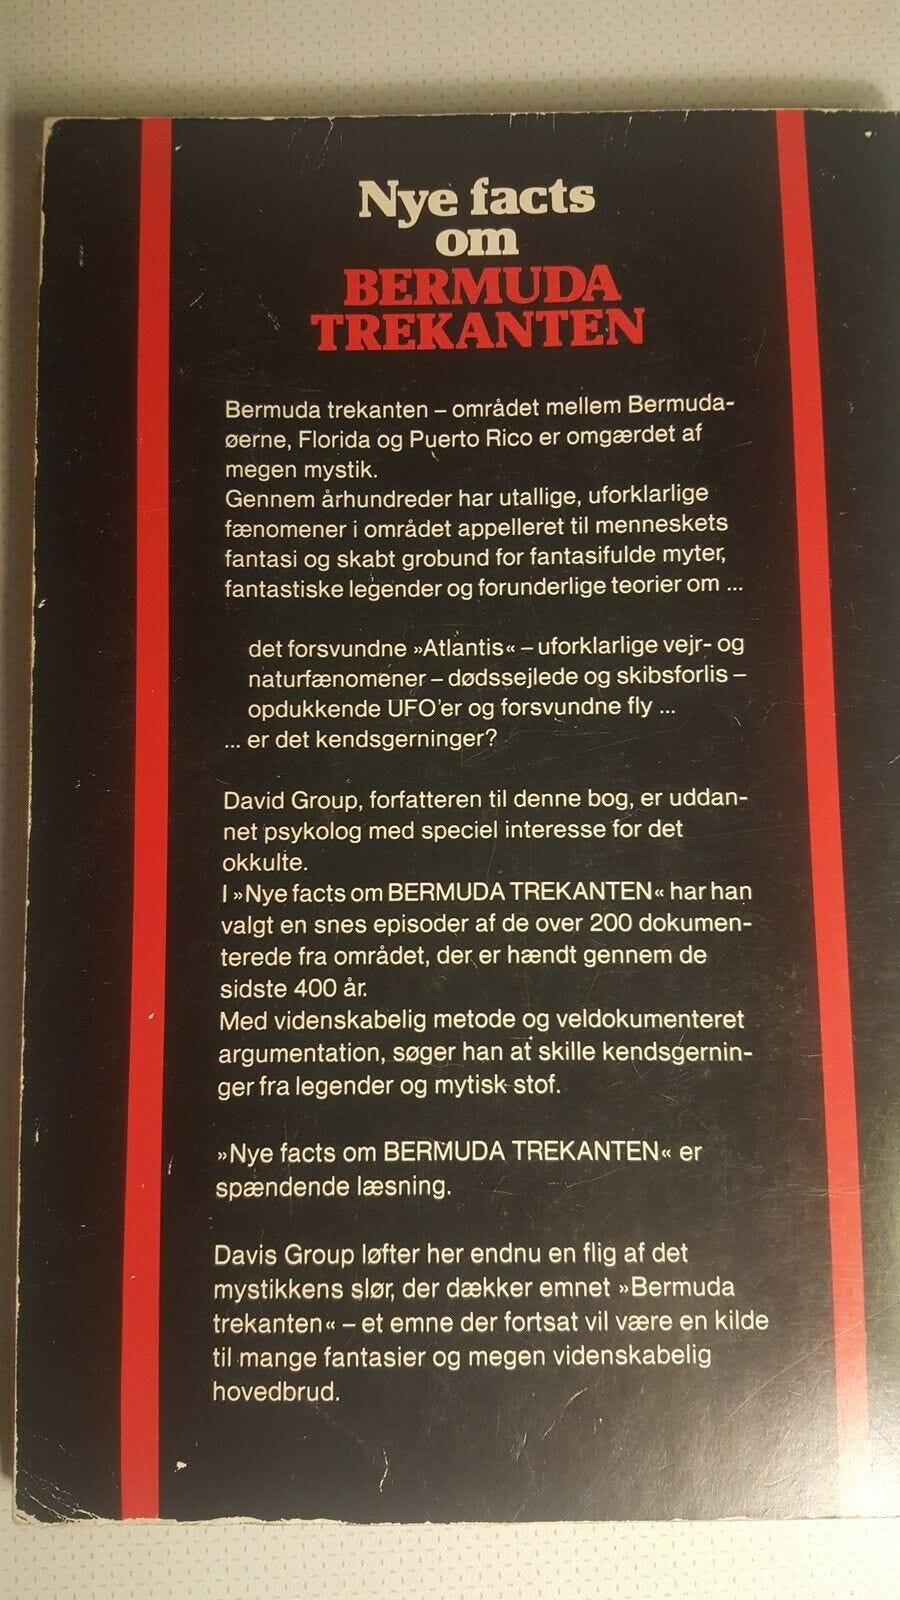 Nye facts
om
BERMUDA
TREKANTEN
Bermuda trekanten – området mellem Bermuda-
øerne, Florida og Puerto Rico er omgærdet af
megen mystik.
Gennem århundreder har utallige, uforklarlige
fænomener i området appelleret til menneskets
fantasi og skabt grobund for fantasifulde myter,
fantastiske legender og forunderlige teorier om ...
det forsvundne »Atlantis« – uforklarlige vejr- og
naturfænomener – dødssejlede og skibsforlis –
opdukkende UFO'er og forsvundne fly ...
... er det kendsgerninger?
David Group, forfatteren til denne bog, er uddan-
net psykolog med speciel interesse for det
okkulte.
I »Nye facts om BERMUDA TREKANTEN« har han
valgt en snes episoder af de over 200 dokumen-
terede fra området, der er hændt gennem de
sidste 400 år.
Med videnskabelig metode og veldokumenteret
argumentation, søger han at skille kendsgernin-
ger fra legender og mytisk stof.
»Nye facts om BERMUDA TREKANTEN« er
spændende læsning.
Davis Group løfter her endnu en flig af det
mystikkens slør, der dækker emnet »Bermuda
trekanten« – et emne der fortsat vil være en kilde
til mange fantasier og megen videnskabelig
hovedbrud.